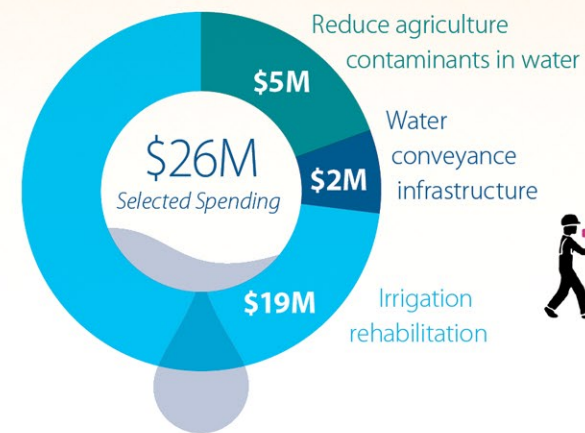 Reduce agriculture
contaminants in water
$5M
Water
conveyance
infrastructure
$2M
$26M
Selected Spending
$19M
Irrigation
rehabilitation